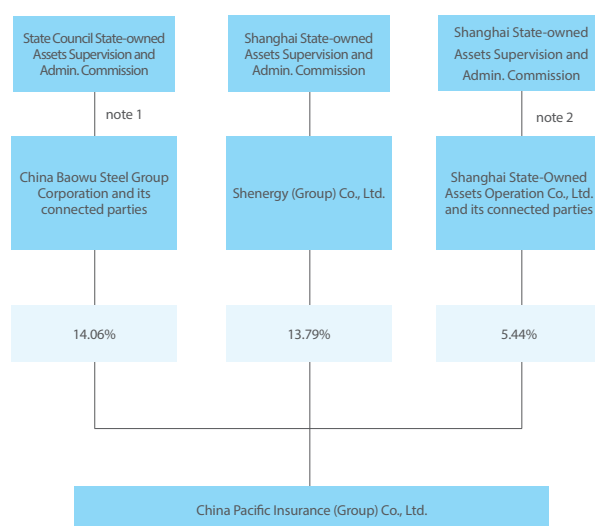 State Council State-owned
Assets Supervision and
Admin. Commission
Shanghai State-owned
Assets Supervision and
Admin. Commission
Shanghai State-owned
Assets Supervision and
Admin. Commission
note 1
note 2
China Baowu Steel Group
Corporation and its
connected parties
Shenergy (Group) Co., Ltd.
Shanghai State-Owned
Assets Operation Co., Ltd.
and its connected parties
14.06%
13.79%
5.44%
China Pacific Insurance (Group) Co., Ltd.